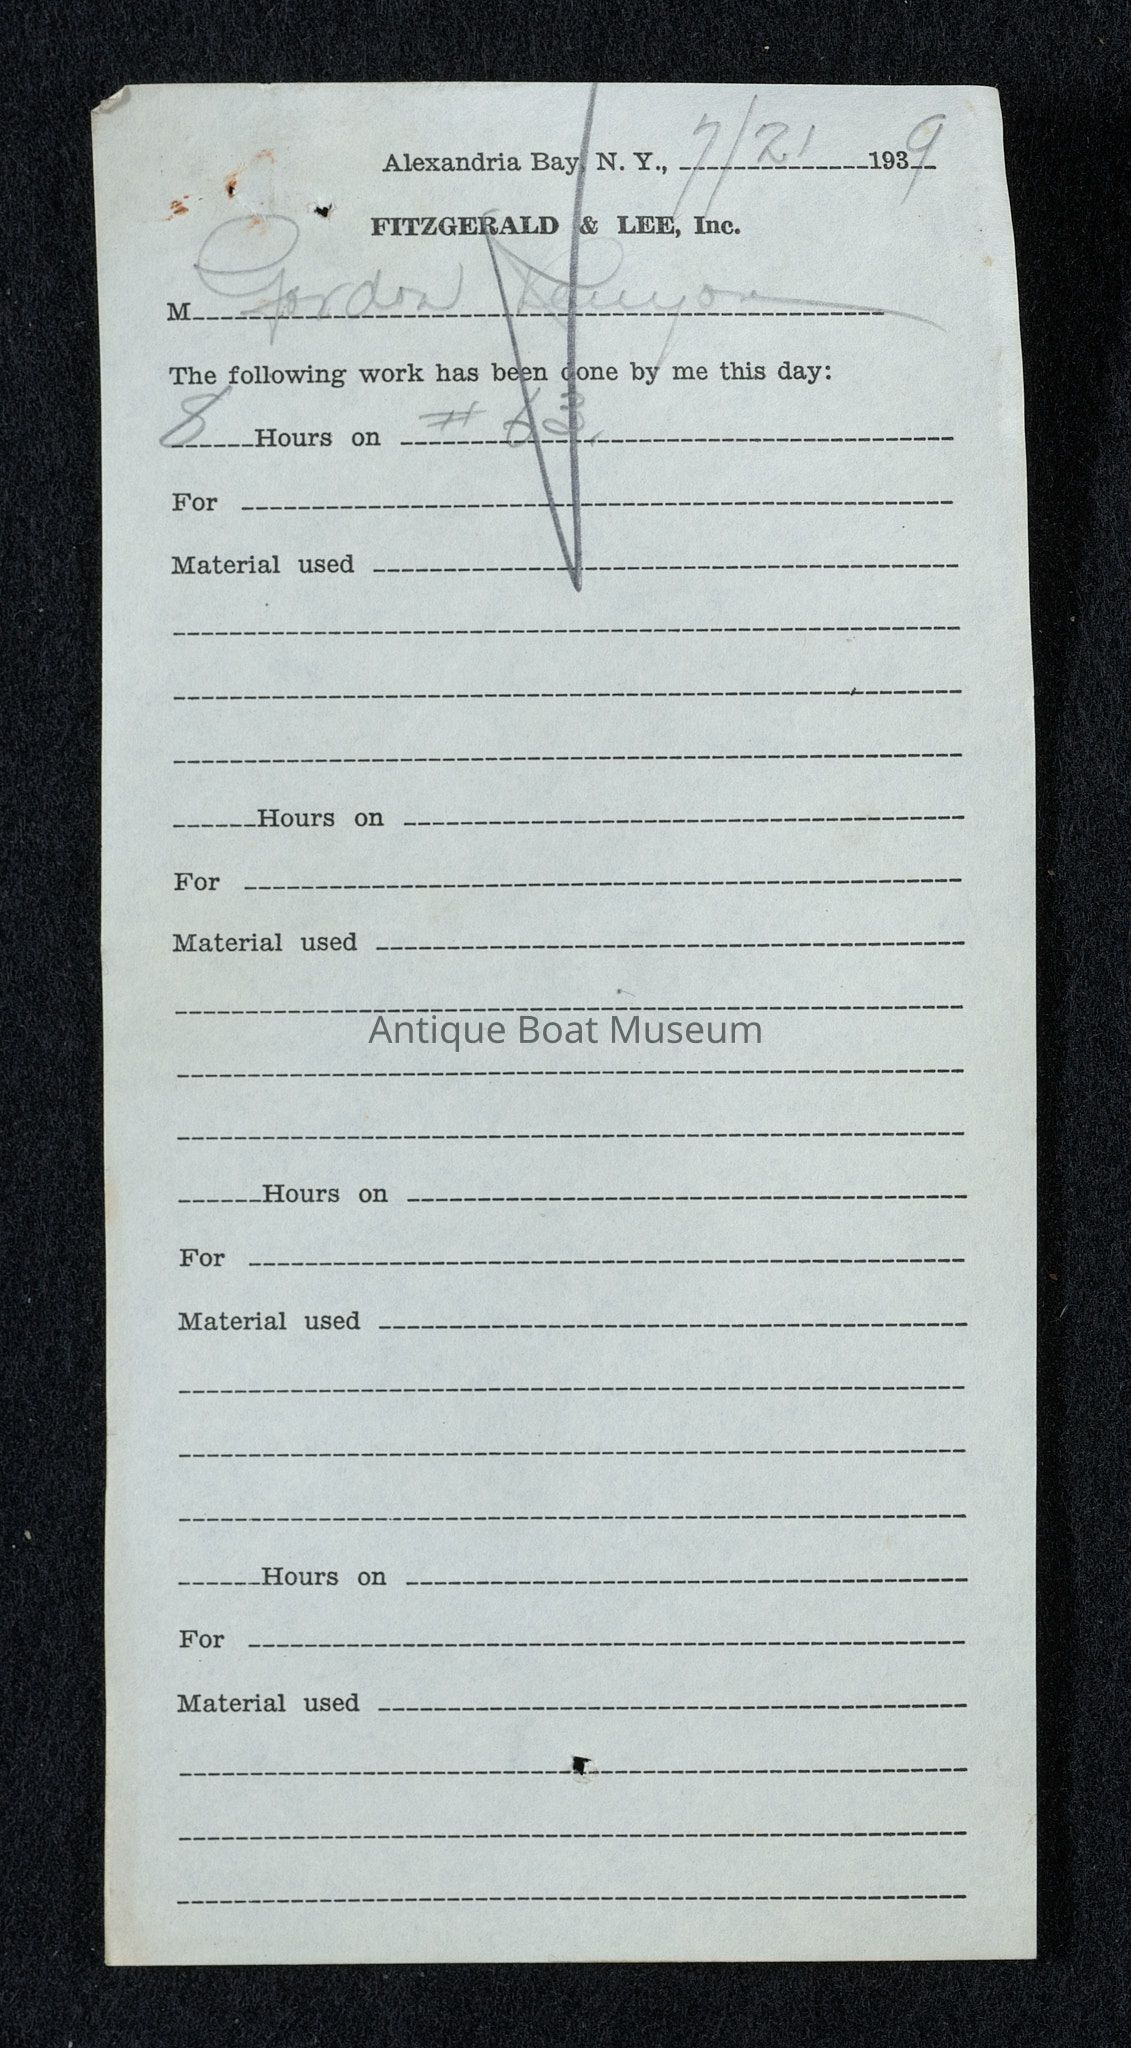 Alexandria Bay, N. Y., 7/21 1939
FITZGERALD & LEE, Inc.
M Gordon
The following work has been done by me this day:
8 Hours on # 63.
For
Material used
Hours on
For
Material used
Antique Boat Museum
Hours on
For
Material used
Hours on
For
Material used